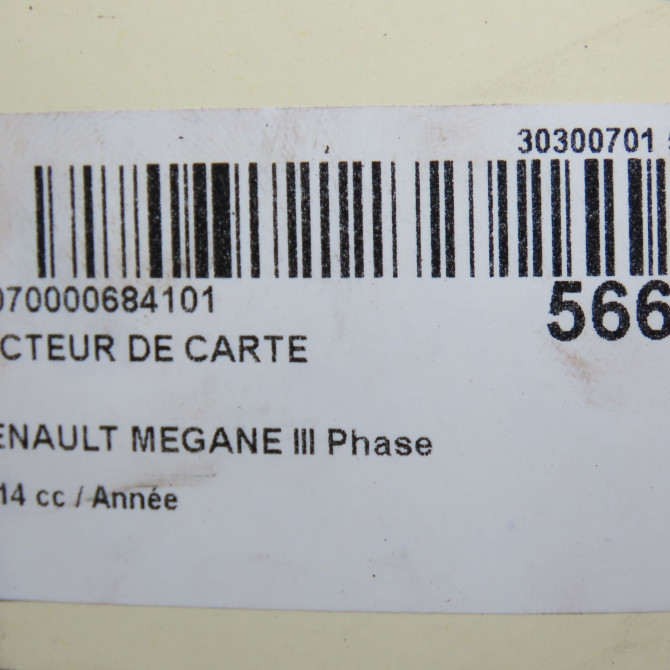 30300701
070000684101
566
CTEUR DE CARTE
ENAULT MEGANE III Phase
14 cc / Année